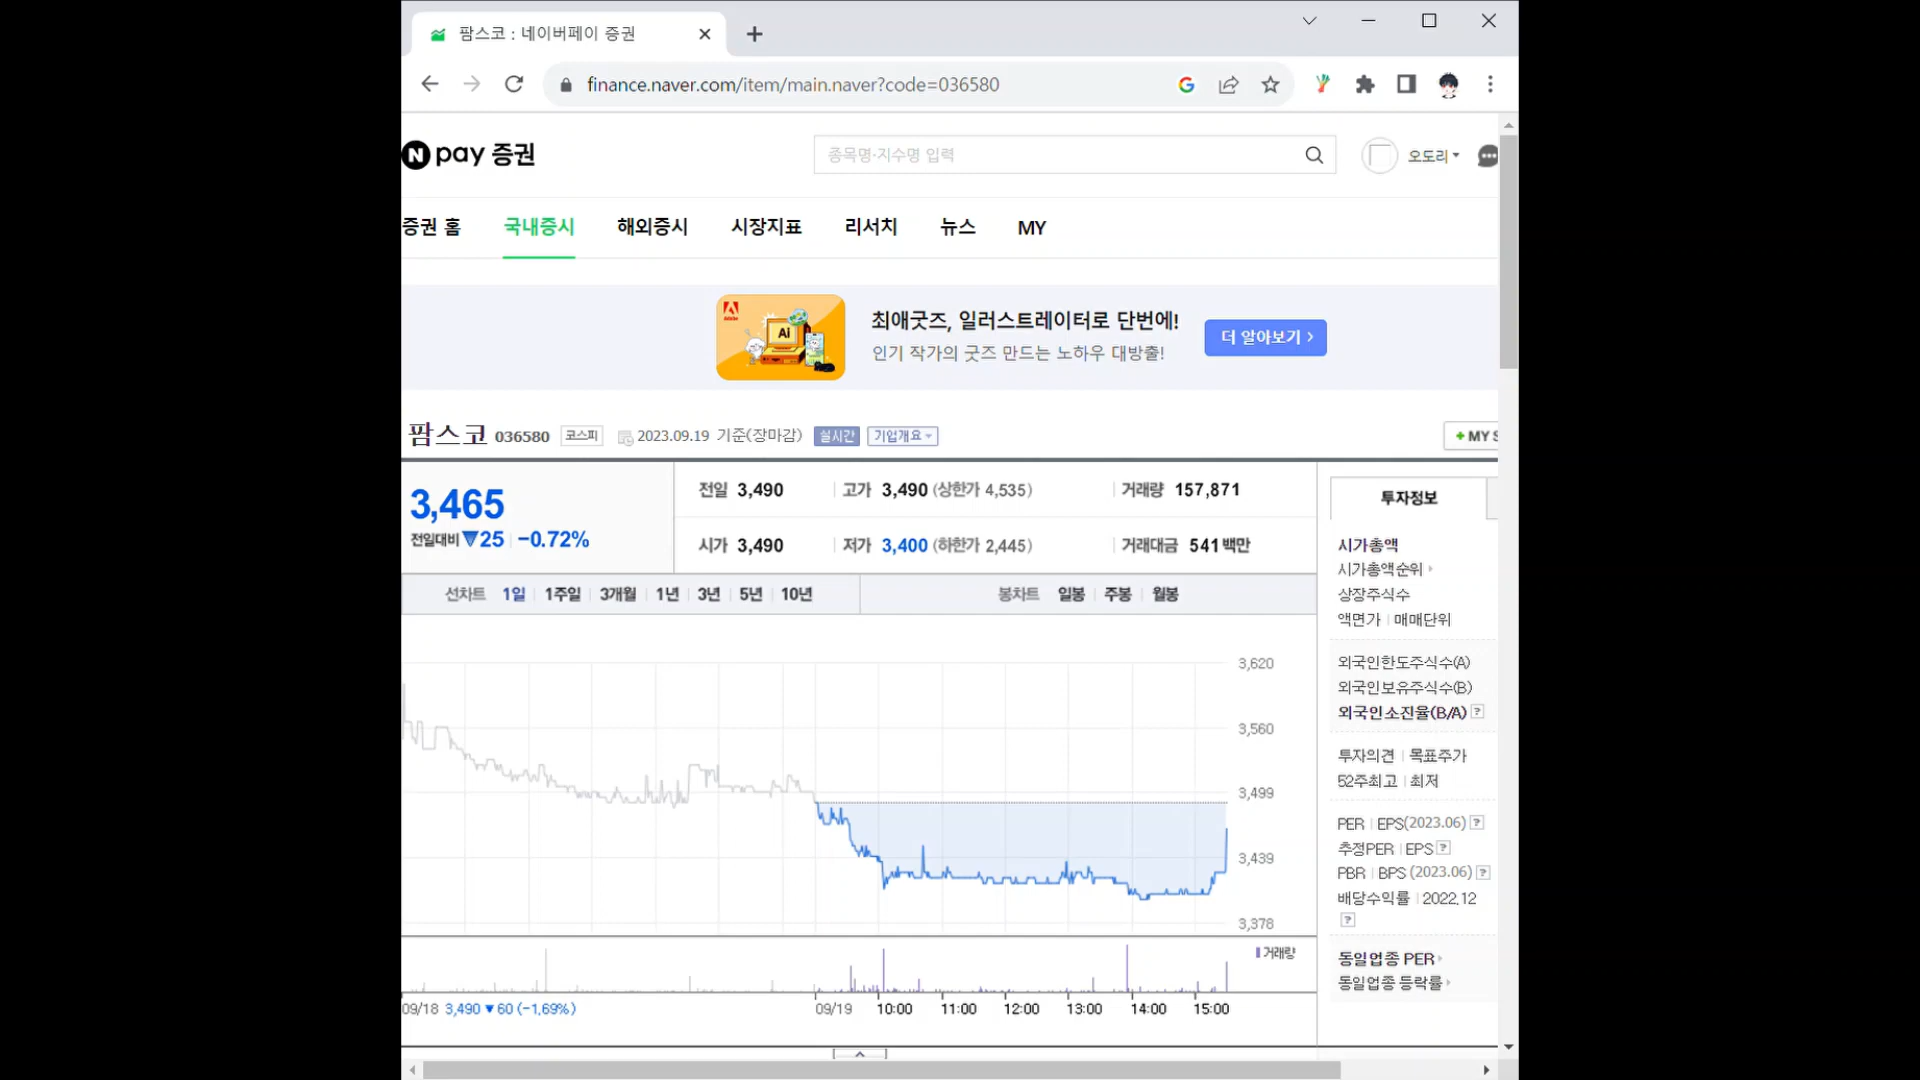 팜스코 : 네이버페이 증권
finance.naver.com/item/main.naver?code=036580
N pay 증권
종목명·지수명 입력
오도리
증권 홈 국내증시 해외증시 시장지표 리서치 뉴스 MY
Ai
Adobe
최애굿즈, 일러스트레이터로 단번에!
인기 작가의 굿즈 만드는 노하우 대방출!
더 알아보기 >
팜스코 036580 코스피 2023.09.19 기준(장마감) 실시간 기업개요
+ MY S
3,465
전일대비 ▼25 -0.72%
전일 3,490 고가 3,490 (상한가 4,535) 거래량 157,871
시가 3,490 저가 3,400 (하한가 2,445) 거래대금 541 백만
선차트 1일 1주일 3개월 1년 3년 5년 10년 봉차트 일봉 주봉 월봉
3,620
3,560
3,499
3,439
3,378
거래량
09/18 3,490 ▼ 60 (-1.69%) 09/19 10:00 11:00 12:00 13:00 14:00 15:00
투자정보
시가총액
시가총액순위
상장주식수
액면가 | 매매단위
외국인한도주식수(A)
외국인보유주식수(B)
외국인소진율(B/A) ?
투자의견 | 목표주가
52주최고 | 최저
PER | EPS(2023.06) ?
추정PER | EPS ?
PBR | BPS (2023.06) ?
배당수익률 | 2022.12
?
동일업종 PER
동일업종 등락률